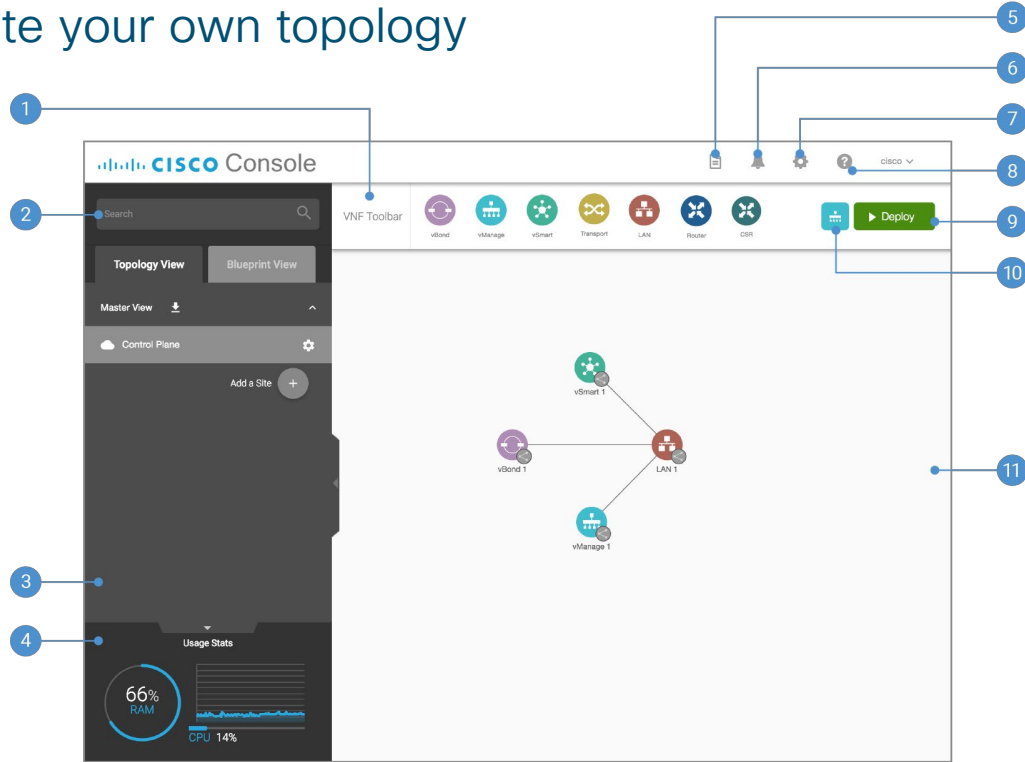 te your own topology
5
6
1
7
CISCO Console
cisco
8
2
Search
VNF Toolbar
vBond
vManage
vSmart
Transport
LAN
Router
CSR
Deploy
9
Topology View
Blueprint View
10
Master View
Control Plane
Add a Site
vSmart 1
vBond 1
LAN 1
11
vManage 1
3
4
Usage Stats
66%
RAM
CPU 14%